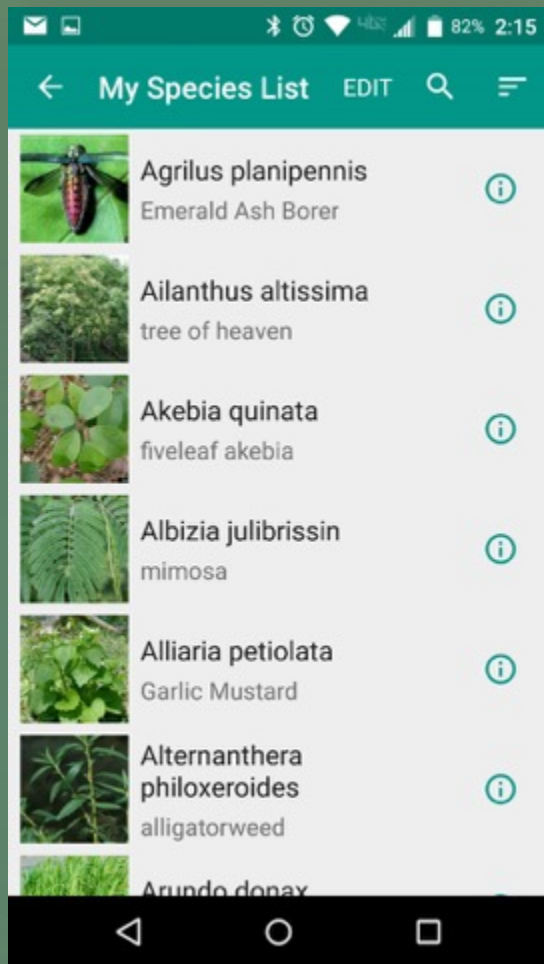 82% 2:15
My Species List EDIT
Agrilus planipennis
Emerald Ash Borer
Ailanthus altissima
tree of heaven
Akebia quinata
fiveleaf akebia
Albizia julibrissin
mimosa
Alliaria petiolata
Garlic Mustard
Alternanthera
philoxeroides
alligatorweed
Arundo donax